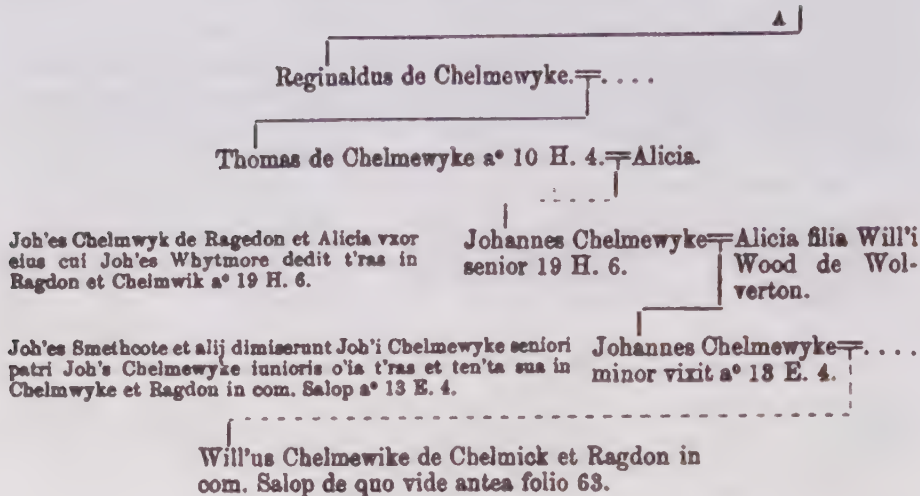 A
Reginaldus de Chelmewyke.=. . . .
Thomas de Chelmewyke aº 10 H. 4.=Alicia.
Joh'es Chelmwyk de Ragedon et Alicia vxor
eius cui Joh'es Whytmore dedit t'ras in
Ragdon et Chelmwik aº 19 H. 6.
Johannes Chelmewyke=
senior 19 H. 6.
Alicia filia Will'i
Wood de Wol-
verton.
Joh'es Smethcote et alij dimiserunt Joh'i Chelmewyke seniori
patri Joh's Chelmewyke iunioris o'ia t'ras et ten'ta sua in
Chelmwyke et Ragdon in com. Salop aº 13 E. 4.
Johannes Chelmewyke=. . . .
minor vixit aº 13 E. 4.
Will'us Chelmewike de Chelmick et Ragdon in
com. Salop de quo vide antea folio 63.